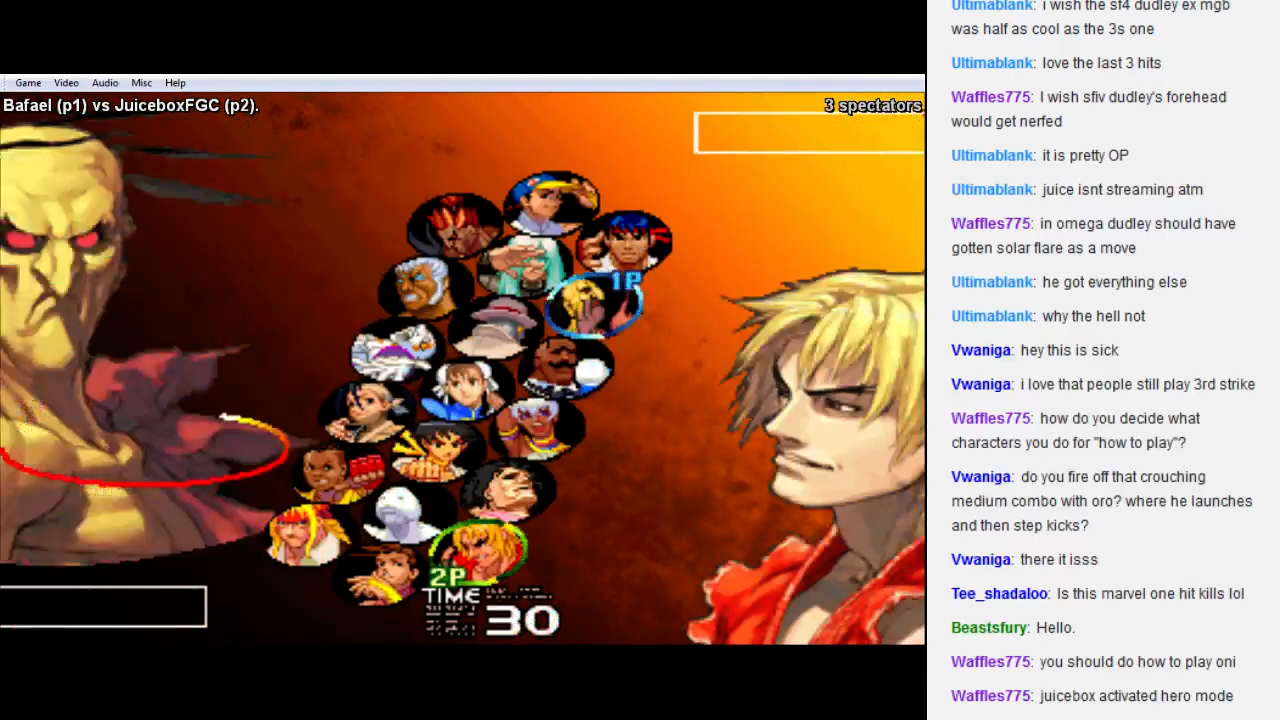 Game Video Audio Misc Help
Bafael (p1) vs JuiceboxFGC (p2).
3 spectators
1P
2P
TIME
30
Ultimablank: i wish the sf4 dudley ex mgb
was half as cool as the 3s one
Ultimablank: love the last 3 hits
Waffles775: I wish sfiv dudley's forehead
would get nerfed
Ultimablank: it is pretty OP
Ultimablank: juice isnt streaming atm
Waffles775: in omega dudley should have
gotten solar flare as a move
Ultimablank: he got everything else
Ultimablank: why the hell not
Vwaniga: hey this is sick
Vwaniga: i love that people still play 3rd strike
Waffles775: how do you decide what
characters you do for "how to play"?
Vwaniga: do you fire off that crouching
medium combo with oro? where he launches
and then step kicks?
Vwaniga: there it isss
Tee_shadaloo: Is this marvel one hit kills lol
Beastsfury: Hello.
Waffles775: you should do how to play oni
Waffles775: juicebox activated hero mode